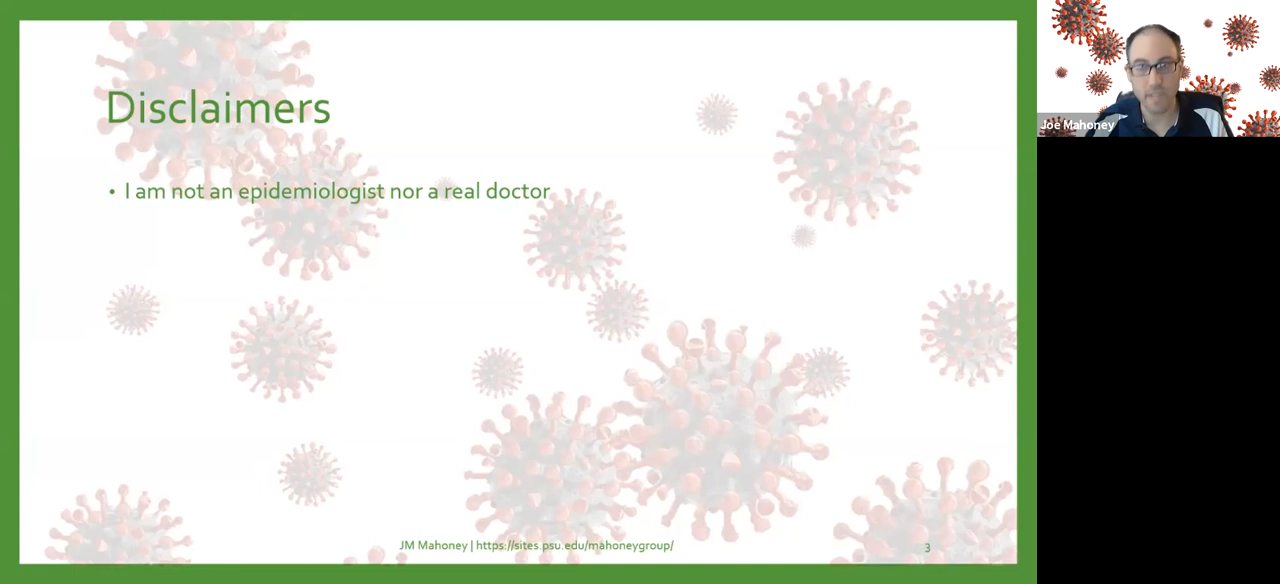 Disclaimers
• I am not an epidemiologist nor a real doctor
JM Mahoney | https://sites.psu.edu/mahoneygroup/
3
Joe Mahoney